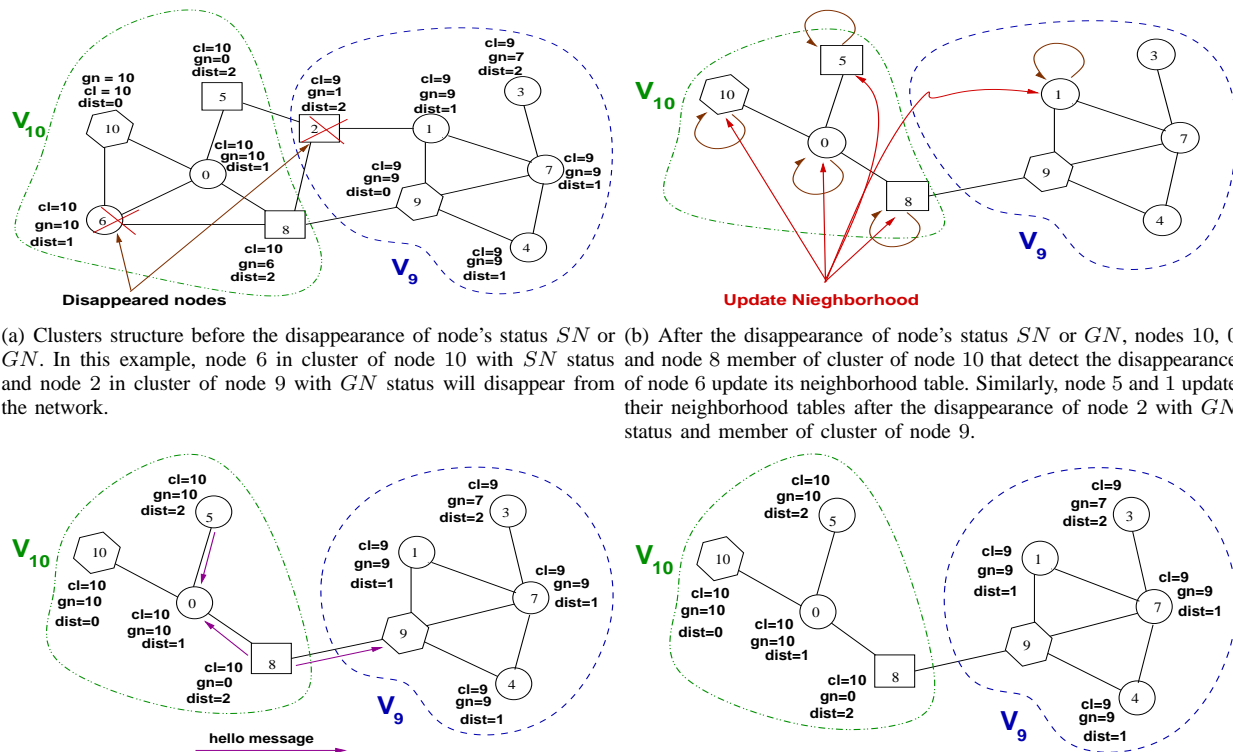 cl=10
gn=0
dist=2
gn = 10
cl = 10
dist=0
V10
10
5
cl=9
gn=1
dist=2
2
cl=9
gn=9
dist=1
1
cl=9
gn=7
dist=2
3
cl=10
gn=10
dist=1
0
cl=9
gn=9
dist=0
9
7
cl=9
gn=9
dist=1
cl=10
gn=10
dist=1
6
8
cl=10
gn=6
dist=2
4
cl=9
gn=9
dist=1
V9
Disappeared nodes
V10
10
5
0
8
1
3
7
9
4
V9
Update Nieghborhood
(a) Clusters structure before the disappearance of node's status SN or
GN. In this example, node 6 in cluster of node 10 with SN status
and node 2 in cluster of node 9 with GN status will disappear from
the network.
(b) After the disappearance of node's status SN or GN, nodes 10, 0
and node 8 member of cluster of node 10 that detect the disappearance
of node 6 update its neighborhood table. Similarly, node 5 and 1 update
their neighborhood tables after the disappearance of node 2 with GN
status and member of cluster of node 9.
cl=10
gn=10
dist=2
5
V10
10
cl=10
gn=10
dist=0
0
cl=10
gn=10
dist=1
8
cl=10
gn=0
dist=2
cl=9
gn=7
dist=2
3
cl=9
gn=9
dist=1
1
7
cl=9
gn=9
dist=1
9
4
cl=9
gn=9
dist=1
V9
hello message
cl=10
gn=10
dist=2
5
V10
10
cl=10
gn=10
dist=0
0
cl=10
gn=10
dist=1
8
cl=10
gn=0
dist=2
cl=9
gn=7
dist=2
3
cl=9
gn=9
dist=1
1
7
cl=9
gn=9
dist=1
9
4
cl=9
gn=9
dist=1
V9